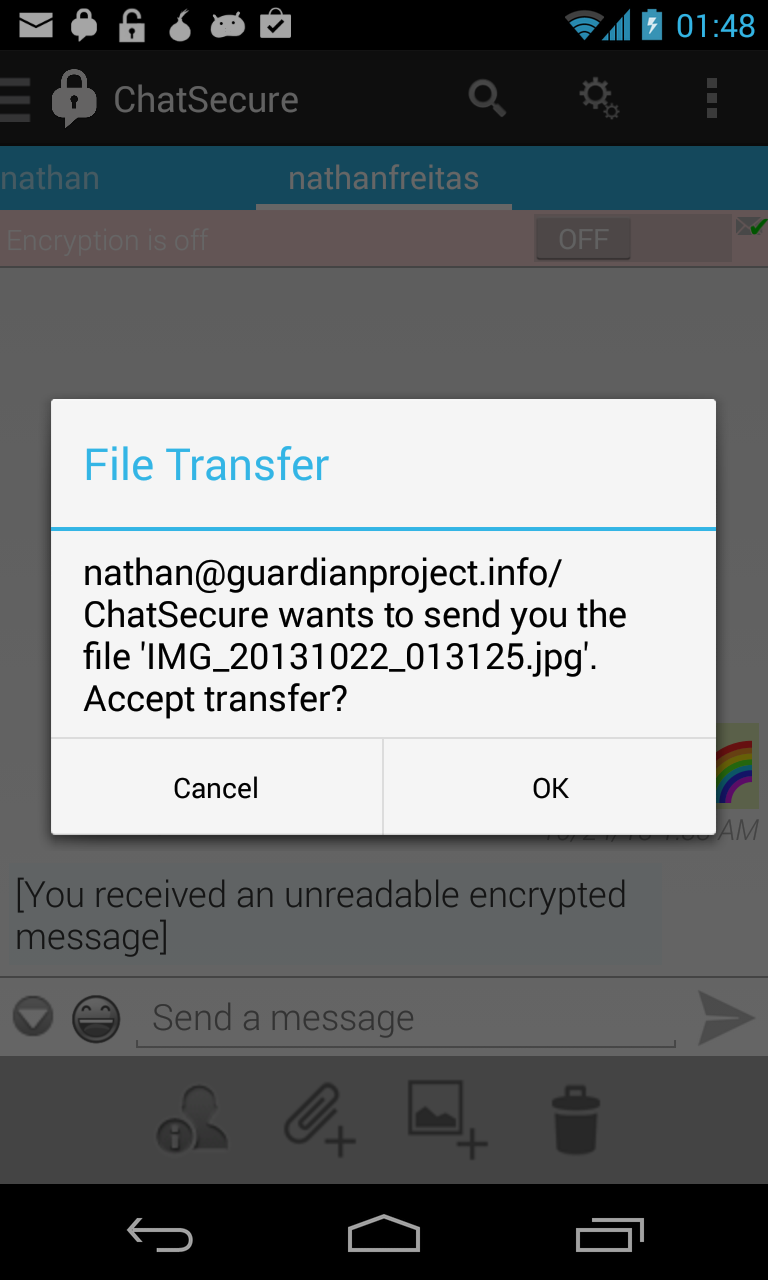 01:48
ChatSecure
nathan
nathanfreitas
Encryption is off
OFF
File Transfer
nathan@guardianproject.info/
ChatSecure wants to send you the
file 'IMG_20131022_013125.jpg'.
Accept transfer?
Cancel
OK
AM
[You received an unreadable encrypted
message]
Send a message